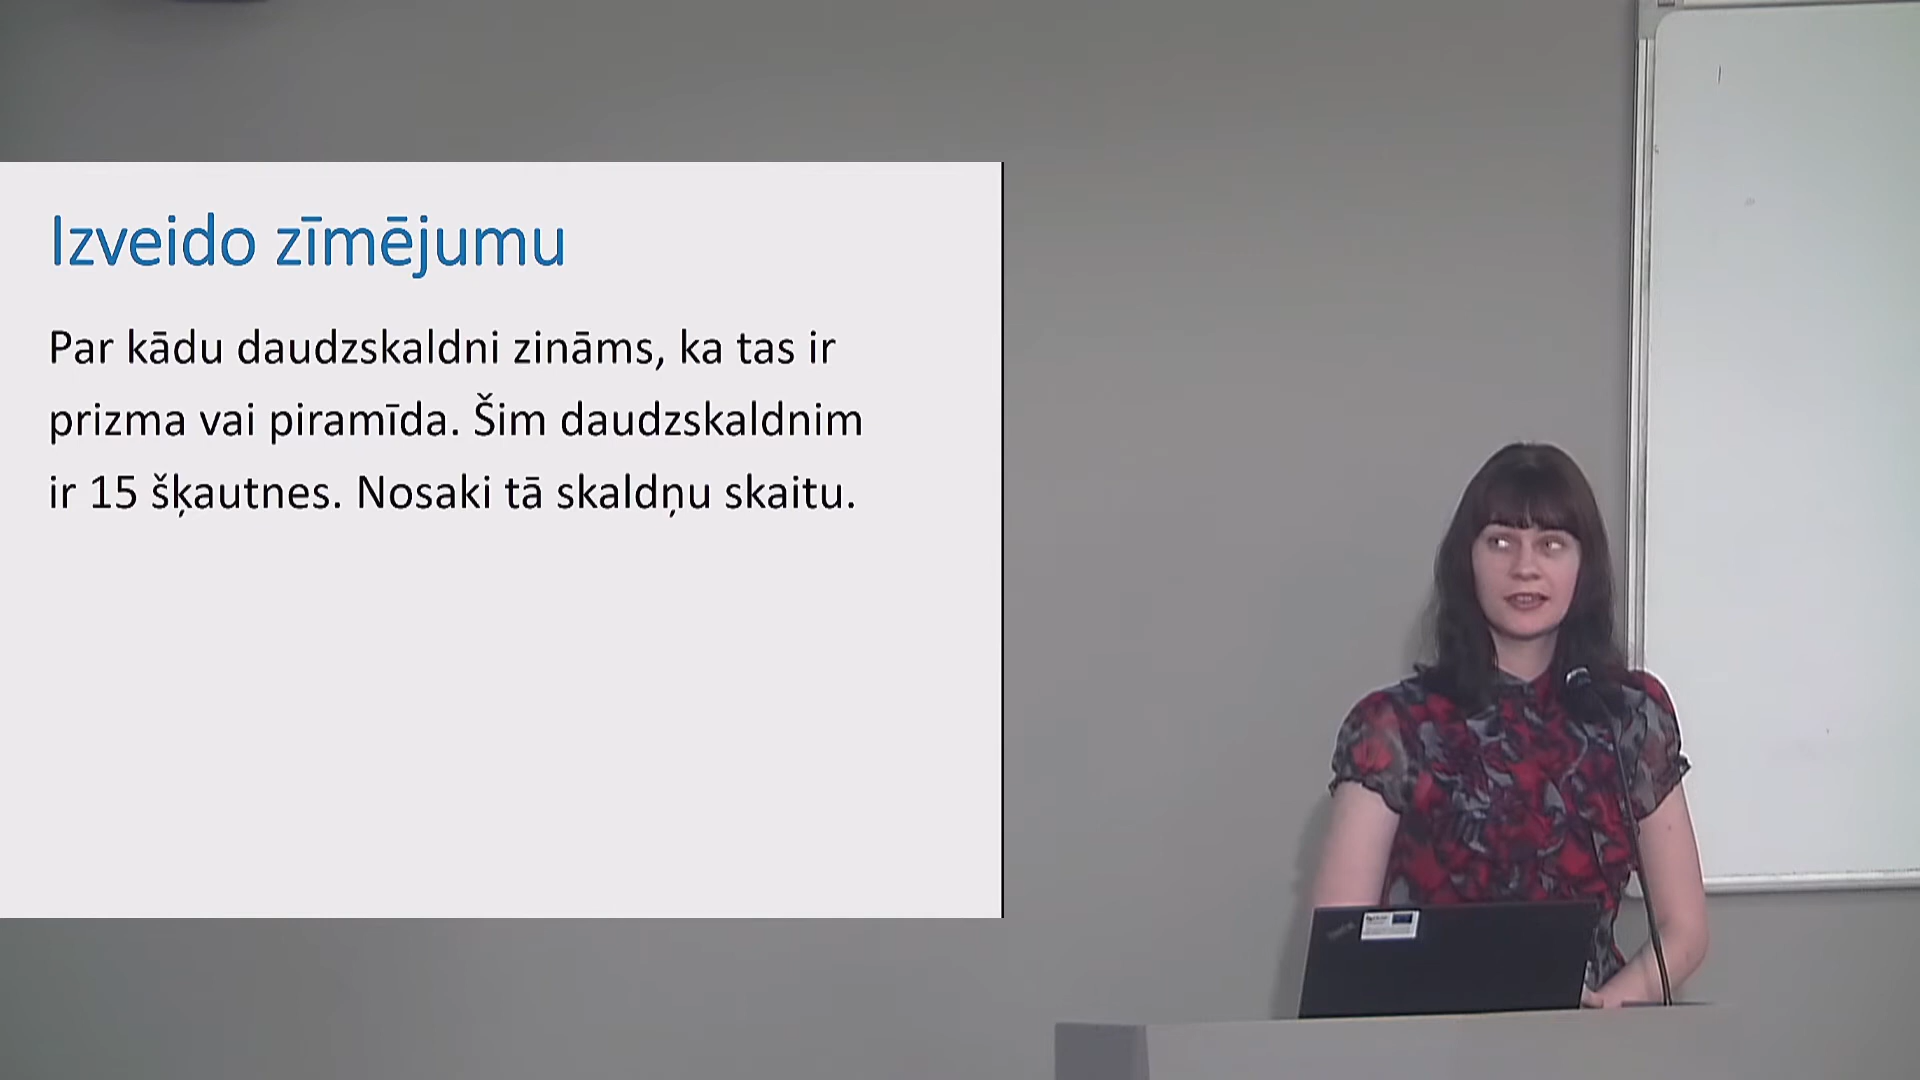 Izveido zīmējumu
Par kādu daudzskaldni zināms, ka tas ir
prizma vai piramīda. Šim daudzskaldnim
ir 15 šķautnes. Nosaki tā skaldņu skaitu.